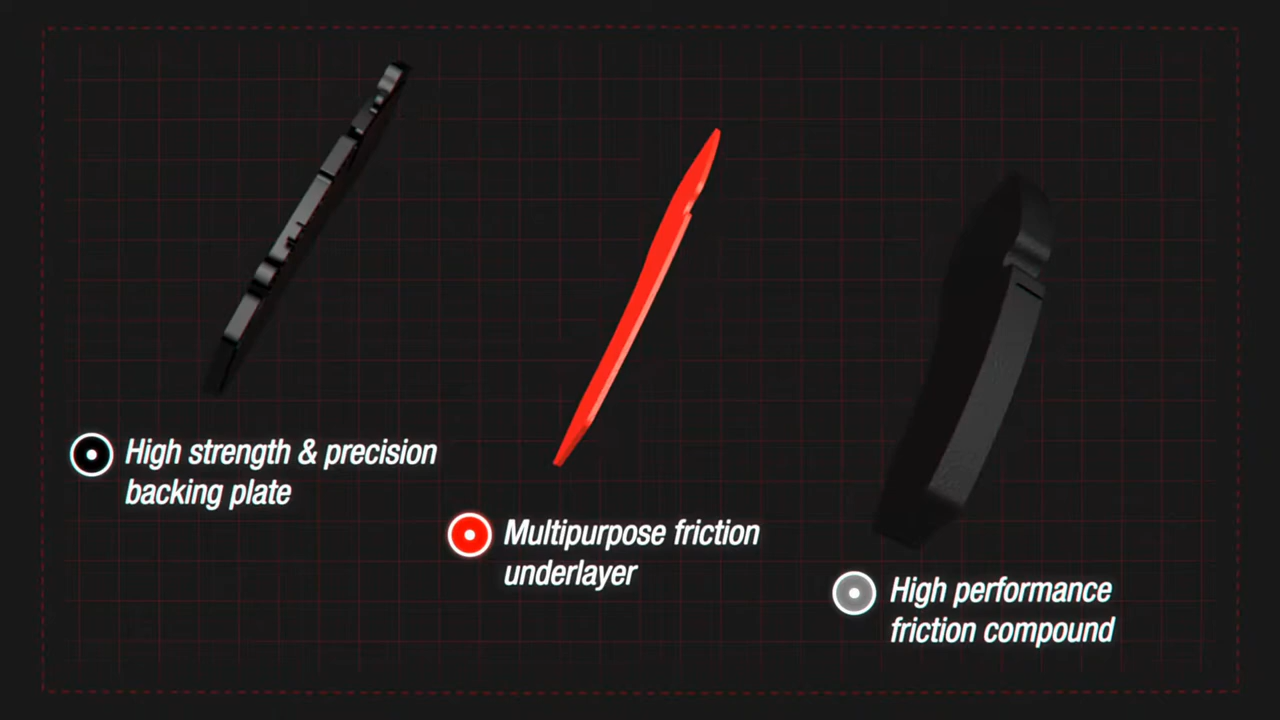 High strength & precision
backing plate
Multipurpose friction
underlayer
High performance
friction compound